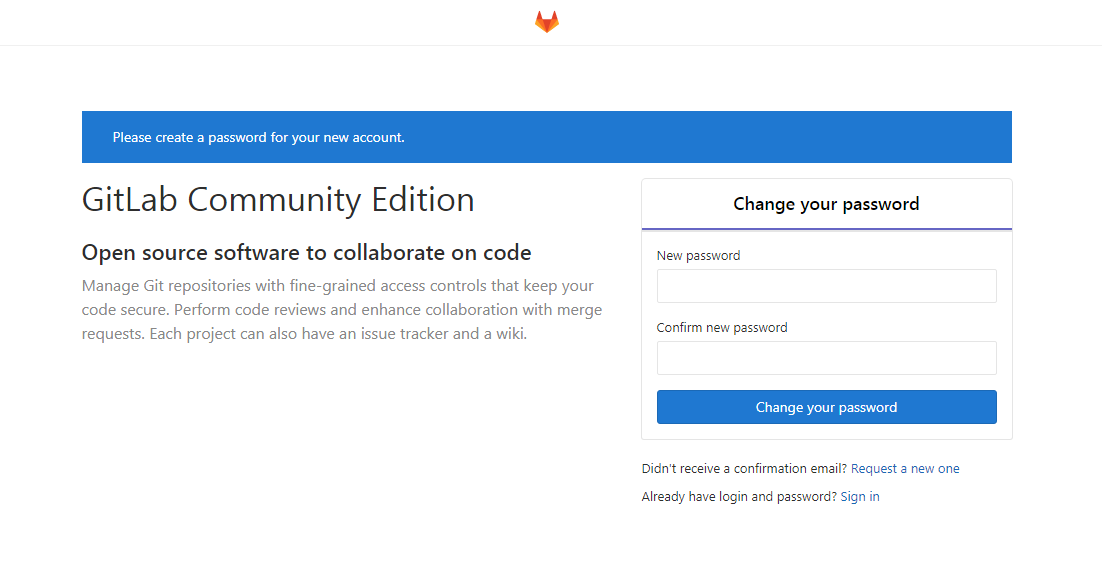 Please create a password for your new account.
GitLab Community Edition
Open source software to collaborate on code
Manage Git repositories with fine-grained access controls that keep your
code secure. Perform code reviews and enhance collaboration with merge
requests. Each project can also have an issue tracker and a wiki.
Change your password
New password
Confirm new password
Change your password
Didn't receive a confirmation email? Request a new one
Already have login and password? Sign in